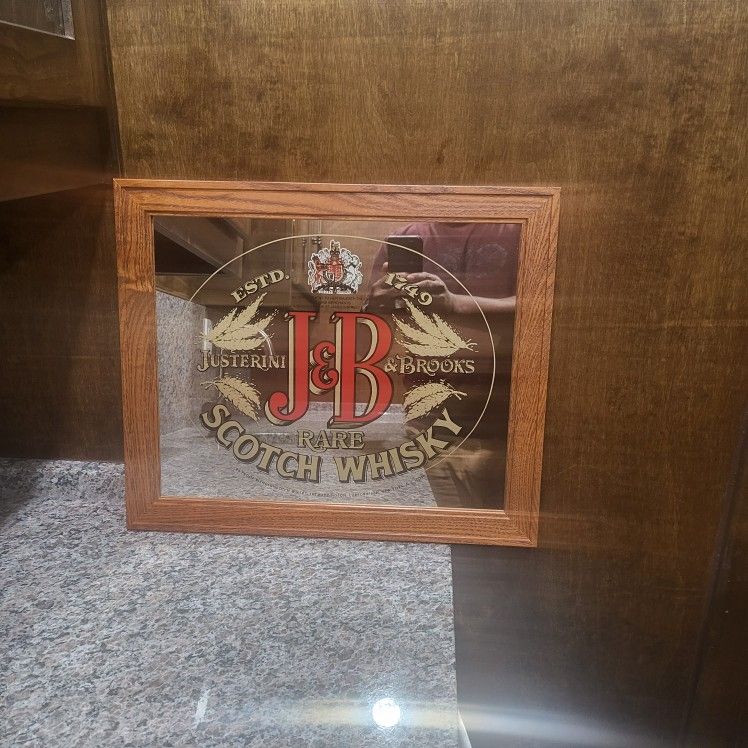 ESTD. 1749
J&B
JUSTERINI & BROOKS
RARE
SCOTCH WHISKY